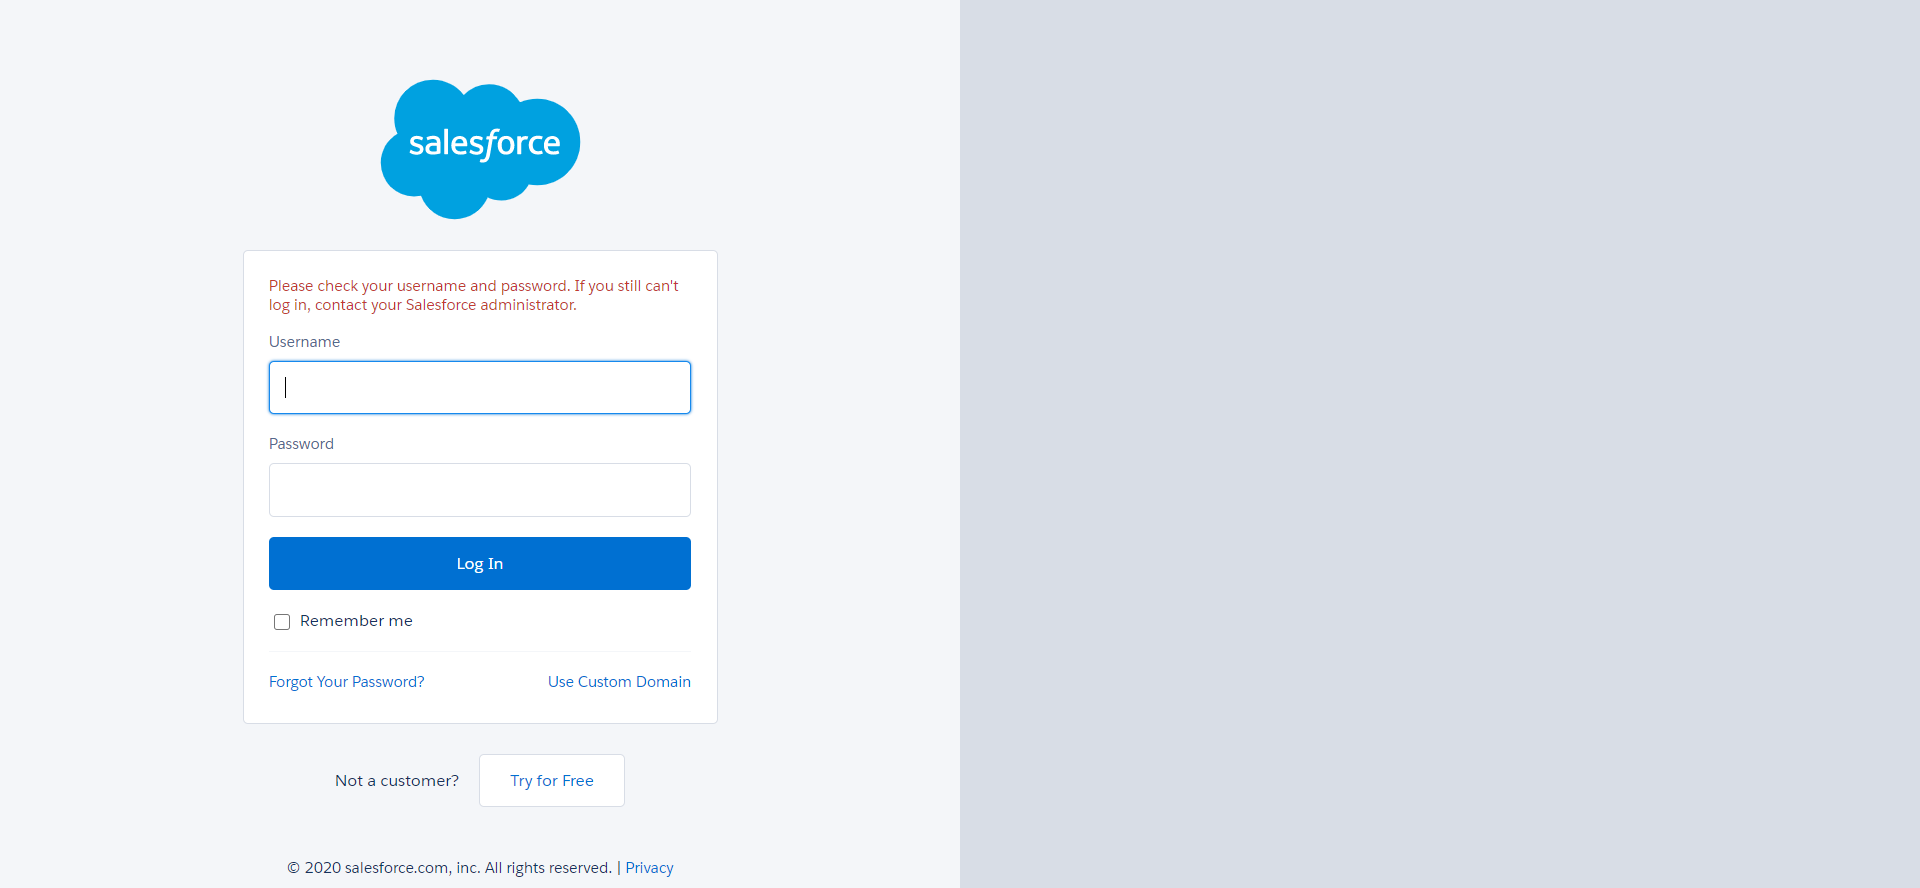 salesforce
Please check your username and password. If you still can't
log in, contact your Salesforce administrator.
Username
Password
Log In
Remember me
Forgot Your Password?
Use Custom Domain
Not a customer?
Try for Free
© 2020 salesforce.com, inc. All rights reserved. | Privacy